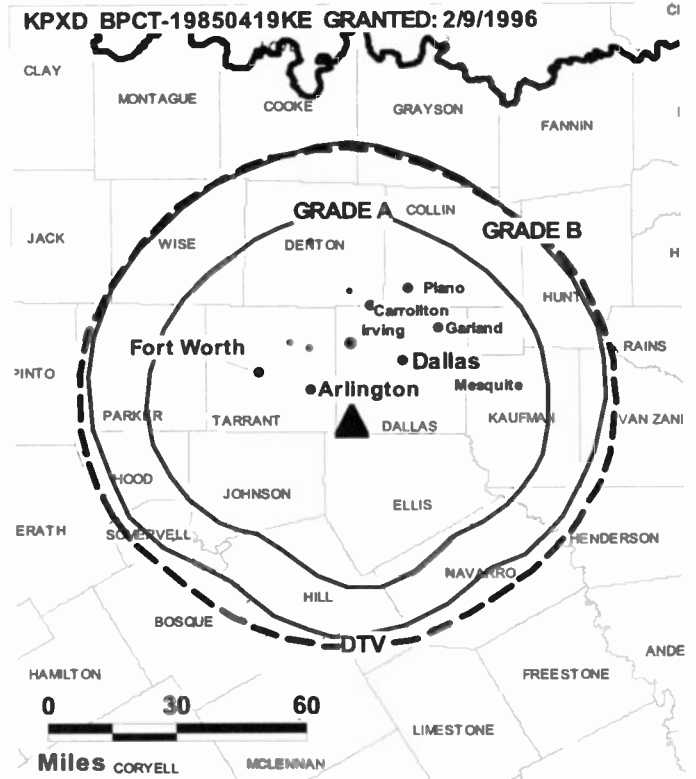 KPXD BPCT-19850419KE GRANTED: 2/9/1996
CLAY
MONTAGUE
COOKE
GRAYSON
FANNIN
GRADE A
COLLIN
GRADE B
JACK
WISE
DENTON
Plano
HUNT
Carrollton
Irving
Garland
RAINS
Fort Worth
Dallas
PINTO
Mesquite
Arlington
PARKER
TARRANT
DALLAS
KAUFMAN
VAN ZANI
HOOD
JOHNSON
ELLIS
ERATH
SOMERVELL
HENDERSON
NAVARRO
HILL
BOSQUE
DTV
ANDE
HAMILTON
FREESTONE
0 30 60
LIMESTONE
Miles
CORYELL
MCLENNAN